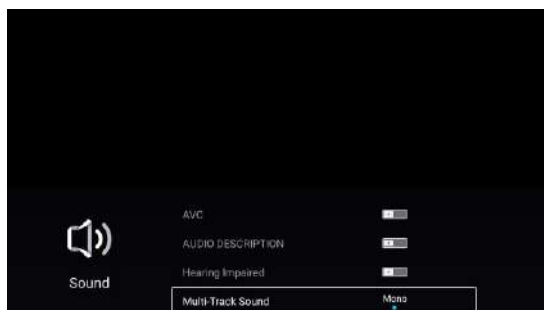 AVC
AUDIO DESCRIPTION
Hearing Impaired
Sound
Multi-Track Sound Mono